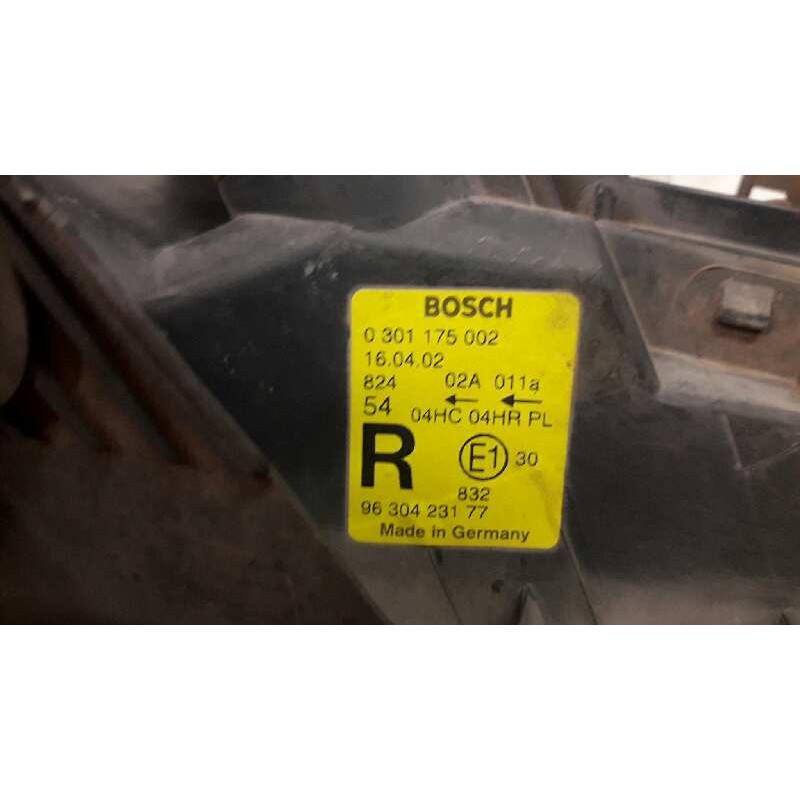 BOSCH
0 301 175 002
16.04.02
824 02A 011a
54 ← ←
04HC 04HR PL
R E1 30
832
96 304 231 77
Made in Germany